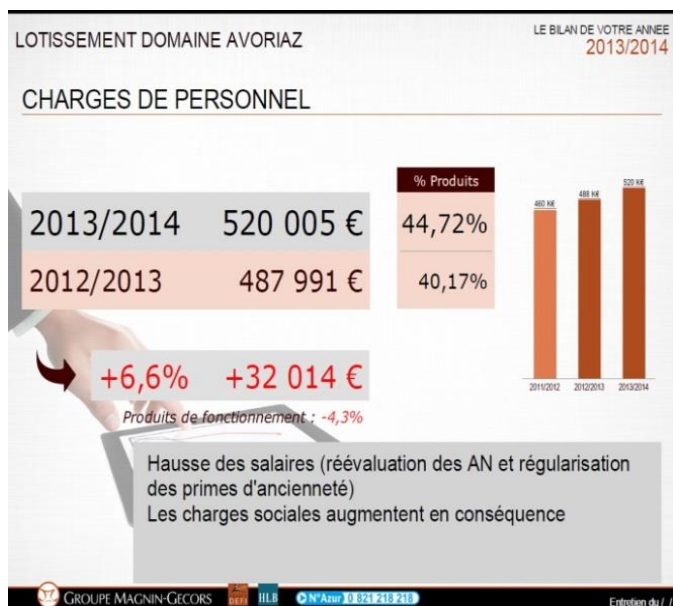 LOTISSEMENT DOMAINE AVORIAZ
LE BILAN DE VOTRE ANNEE
2013/2014
CHARGES DE PERSONNEL
% Produits
2013/2014 520 005 € 44,72%
2012/2013 487 991 € 40,17%
+6,6% +32 014 €
Produits de fonctionnement : -4,3%
460 K€
488 K€
520 K€
2011/2012 2012/2013 2013/2014
Hausse des salaires (réévaluation des AN et régularisation
des primes d'ancienneté)
Les charges sociales augmentent en conséquence
GROUPE MAGNIN-GECORS DEFI HLB N°Azur 0 821 218 218
Entretien du / /